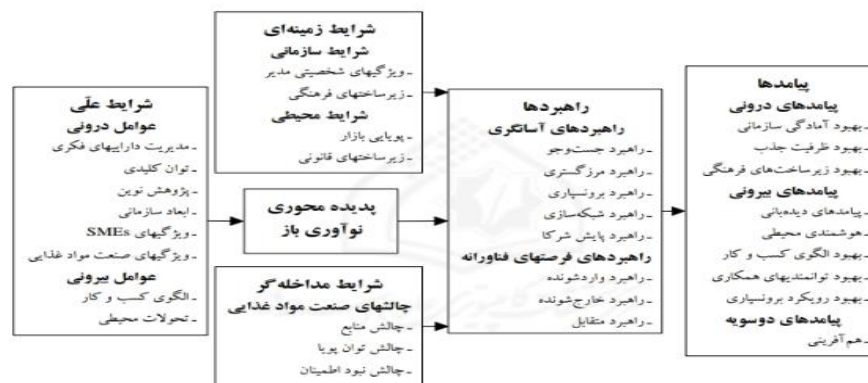 شرایط زمینه‌ای
شرایط سازمانی
ـ ویژگیهای شخصیتی مدیر
ـ زیرساختهای فرهنگی
شرایط محیطی
ـ پویایی بازار
ـ زیرساختهای قانونی
شرایط علّی
عوامل درونی
ـ مدیریت داراییهای فکری
ـ توان کلیدی
ـ پژوهش نوین
ـ ابعاد سازمانی
ـ ویژگیهای SMEs
ـ ویژگیهای صنعت مواد غذایی
عوامل بیرونی
ـ الگوی کسب و کار
ـ تحولات محیطی
پدیده محوری
نوآوری باز
شرایط مداخله‌گر
چالشهای صنعت مواد غذایی
ـ چالش منابع
ـ چالش توان پویا
ـ چالش نبود اطمینان
راهبردها
راهبردهای آسانگری
ـ راهبرد جست‌وجو
ـ راهبرد مرزگستری
ـ راهبرد برونسپاری
ـ راهبرد شبکه‌سازی
ـ راهبرد پایش شرکا
راهبردهای فرصتهای فناورانه
ـ راهبرد واردشونده
ـ راهبرد خارج‌شونده
ـ راهبرد متقابل
پیامدها
پیامدهای درونی
ـ بهبود آمادگی سازمانی
ـ بهبود ظرفیت جذب
ـ بهبود زیرساخت‌های فرهنگی
پیامدهای بیرونی
ـ پیامدهای دیده‌بانی
ـ هوشمندی محیطی
ـ بهبود الگوی کسب و کار
ـ بهبود توانمندیهای همکاری
ـ بهبود رویکرد برونسپاری
پیامدهای دوسویه
ـ هم‌آفرینی